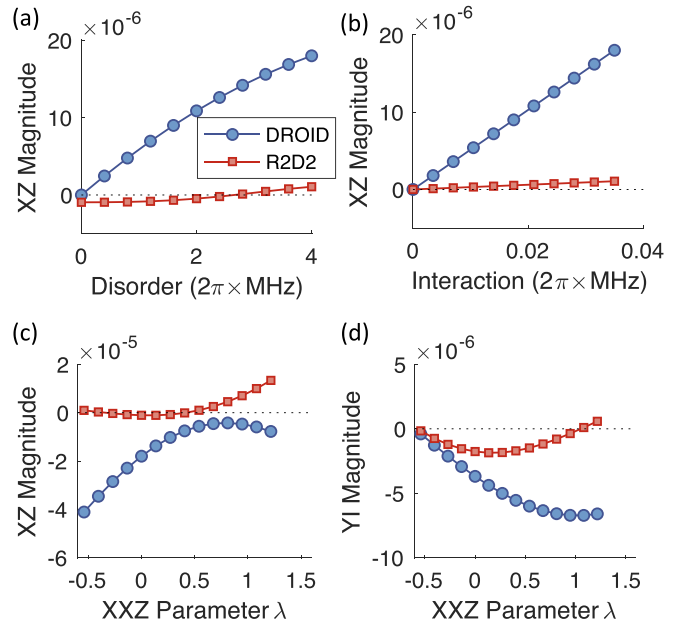 (a)
×10⁻⁶
20
10
0
XZ Magnitude
0
2
4
Disorder (2π×MHz)
DROID
R2D2
(b)
×10⁻⁶
20
10
0
XZ Magnitude
0
0.02
0.04
Interaction (2π×MHz)
(c)
×10⁻⁵
2
0
-2
-4
-6
XZ Magnitude
-0.5
0
0.5
1
1.5
XXZ Parameter λ
(d)
×10⁻⁶
5
0
-5
-10
YI Magnitude
-0.5
0
0.5
1
1.5
XXZ Parameter λ